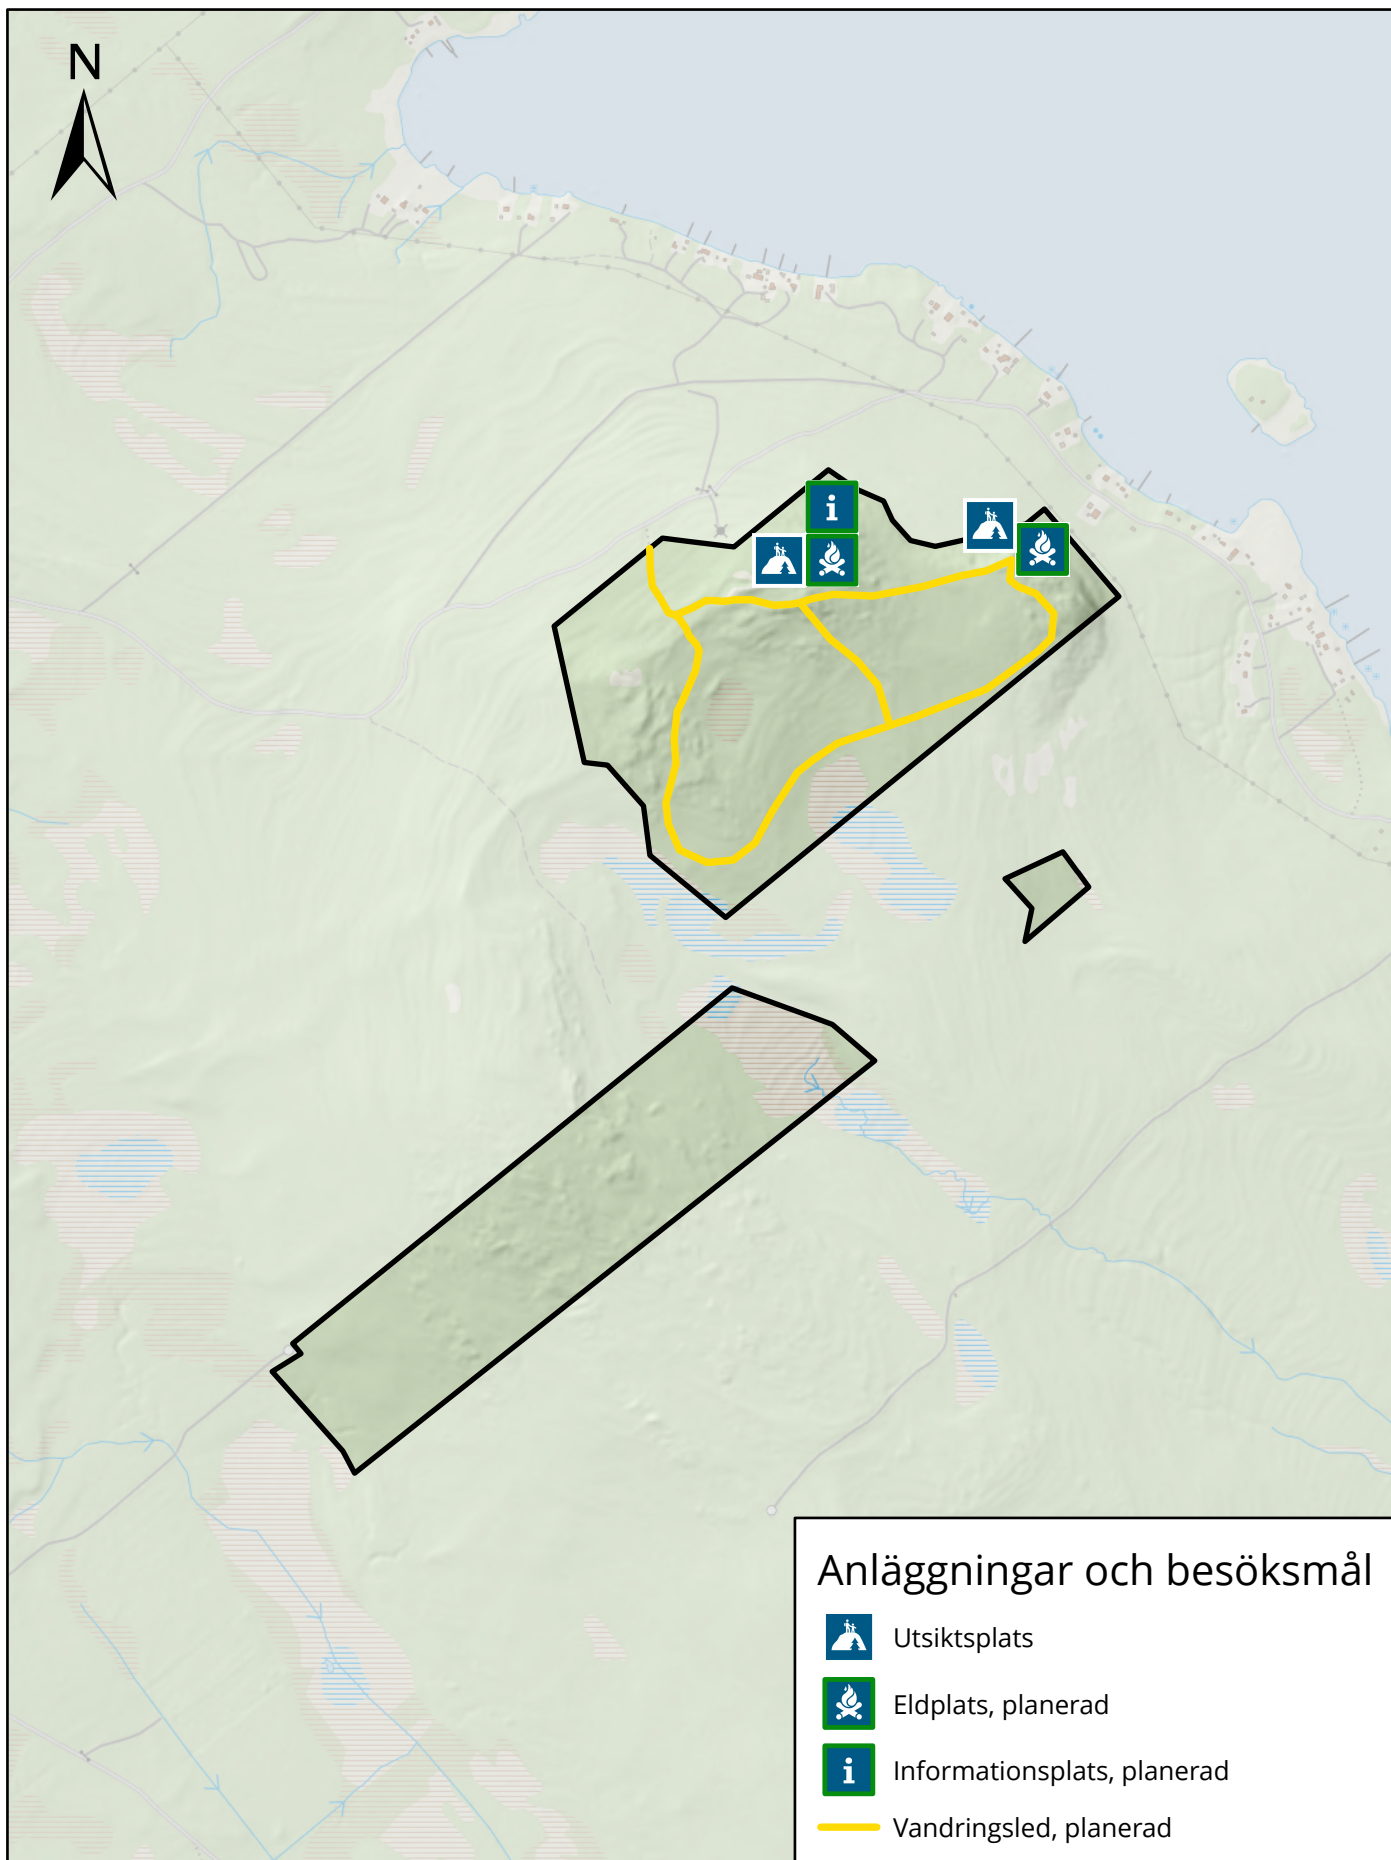 N
i
Anläggningar och besöksmål
Utsiktsplats
Eldplats, planerad
i
Informationsplats, planerad
Vandringsled, planerad